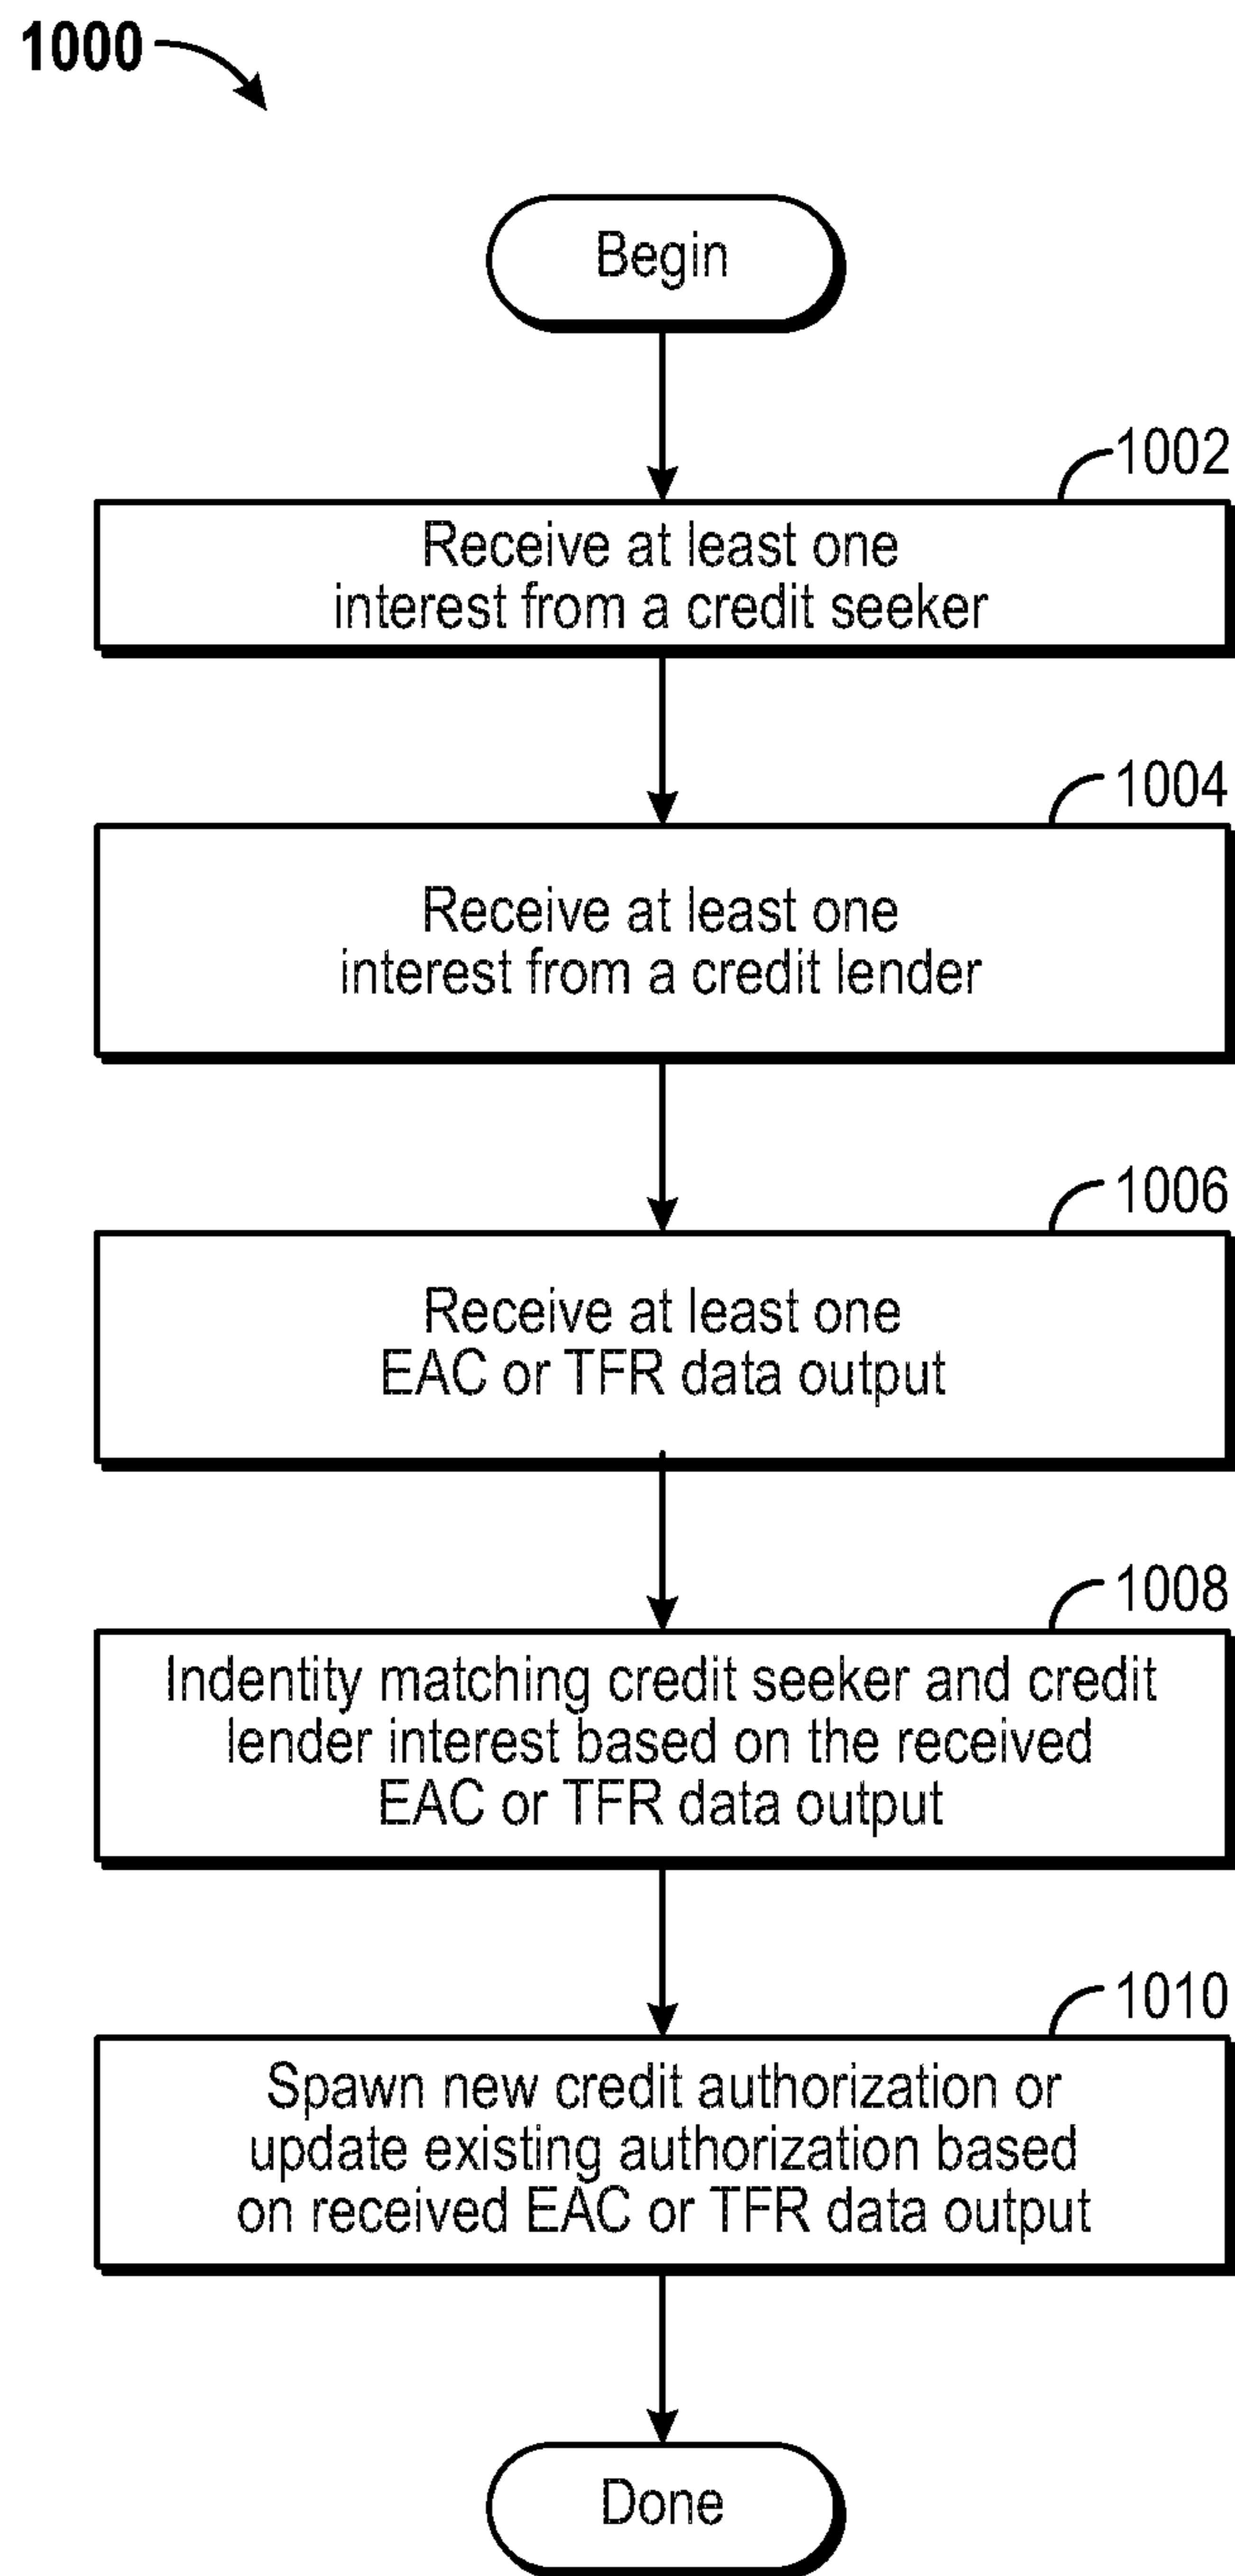 1000
Begin
1002
Receive at least one
interest from a credit seeker
1004
Receive at least one
interest from a credit lender
1006
Receive at least one
EAC or TFR data output
1008
Indentity matching credit seeker and credit
lender interest based on the received
EAC or TFR data output
1010
Spawn new credit authorization or
update existing authorization based
on received EAC or TFR data output
Done